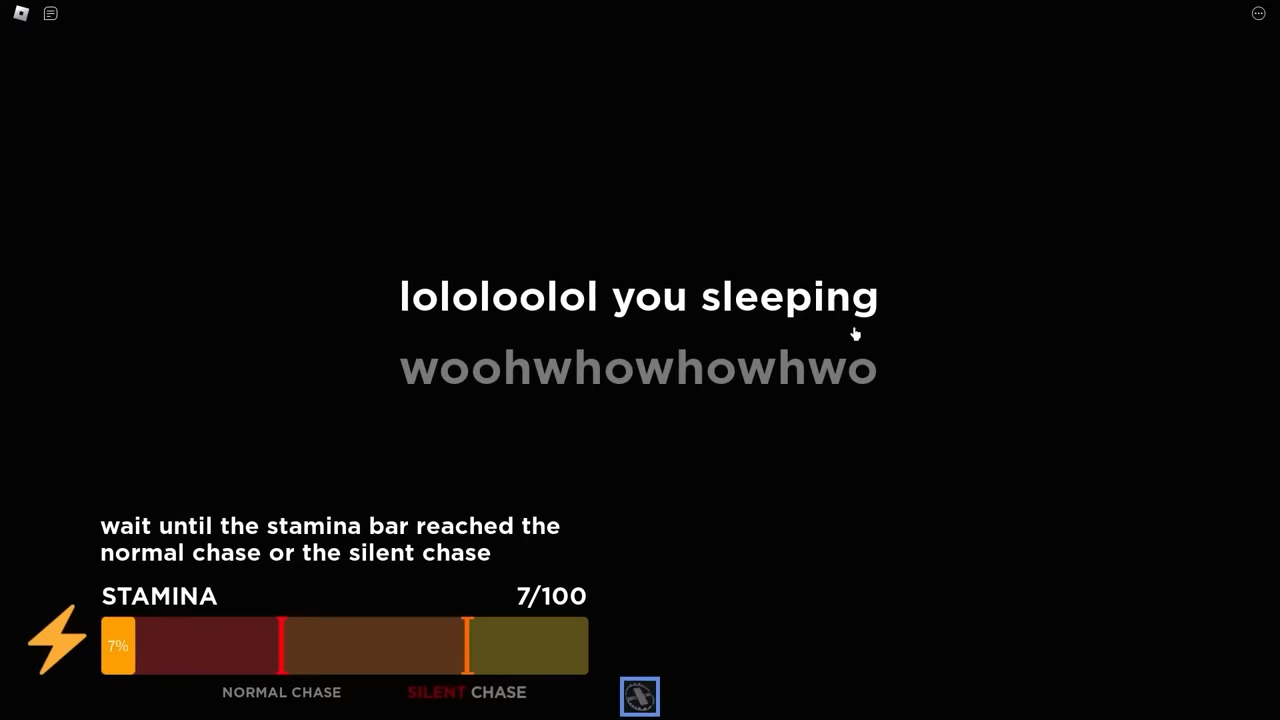 lololoolol you sleeping
woohwhowhowhwo
wait until the stamina bar reached the
normal chase or the silent chase
STAMINA 7/100
7%
NORMAL CHASE SILENT CHASE